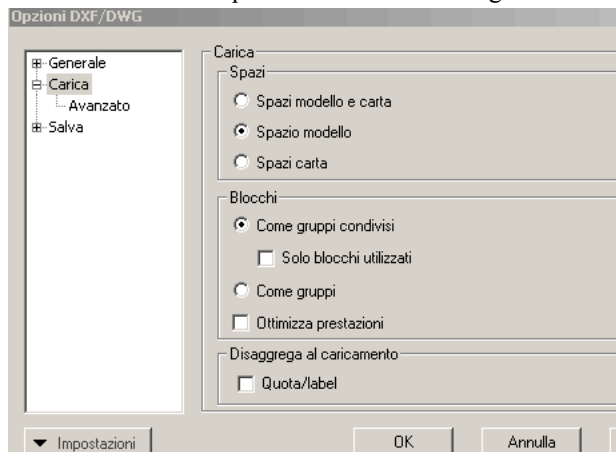 Opzioni DXF/DWG
Generale
Carica
Avanzato
Salva
Carica
Spazi
Spazi modello e carta
Spazio modello
Spazi carta
Blocchi
Come gruppi condivisi
Solo blocchi utilizzati
Come gruppi
Ottimizza prestazioni
Disaggrega al caricamento
Quota/label
Impostazioni
OK
Annulla